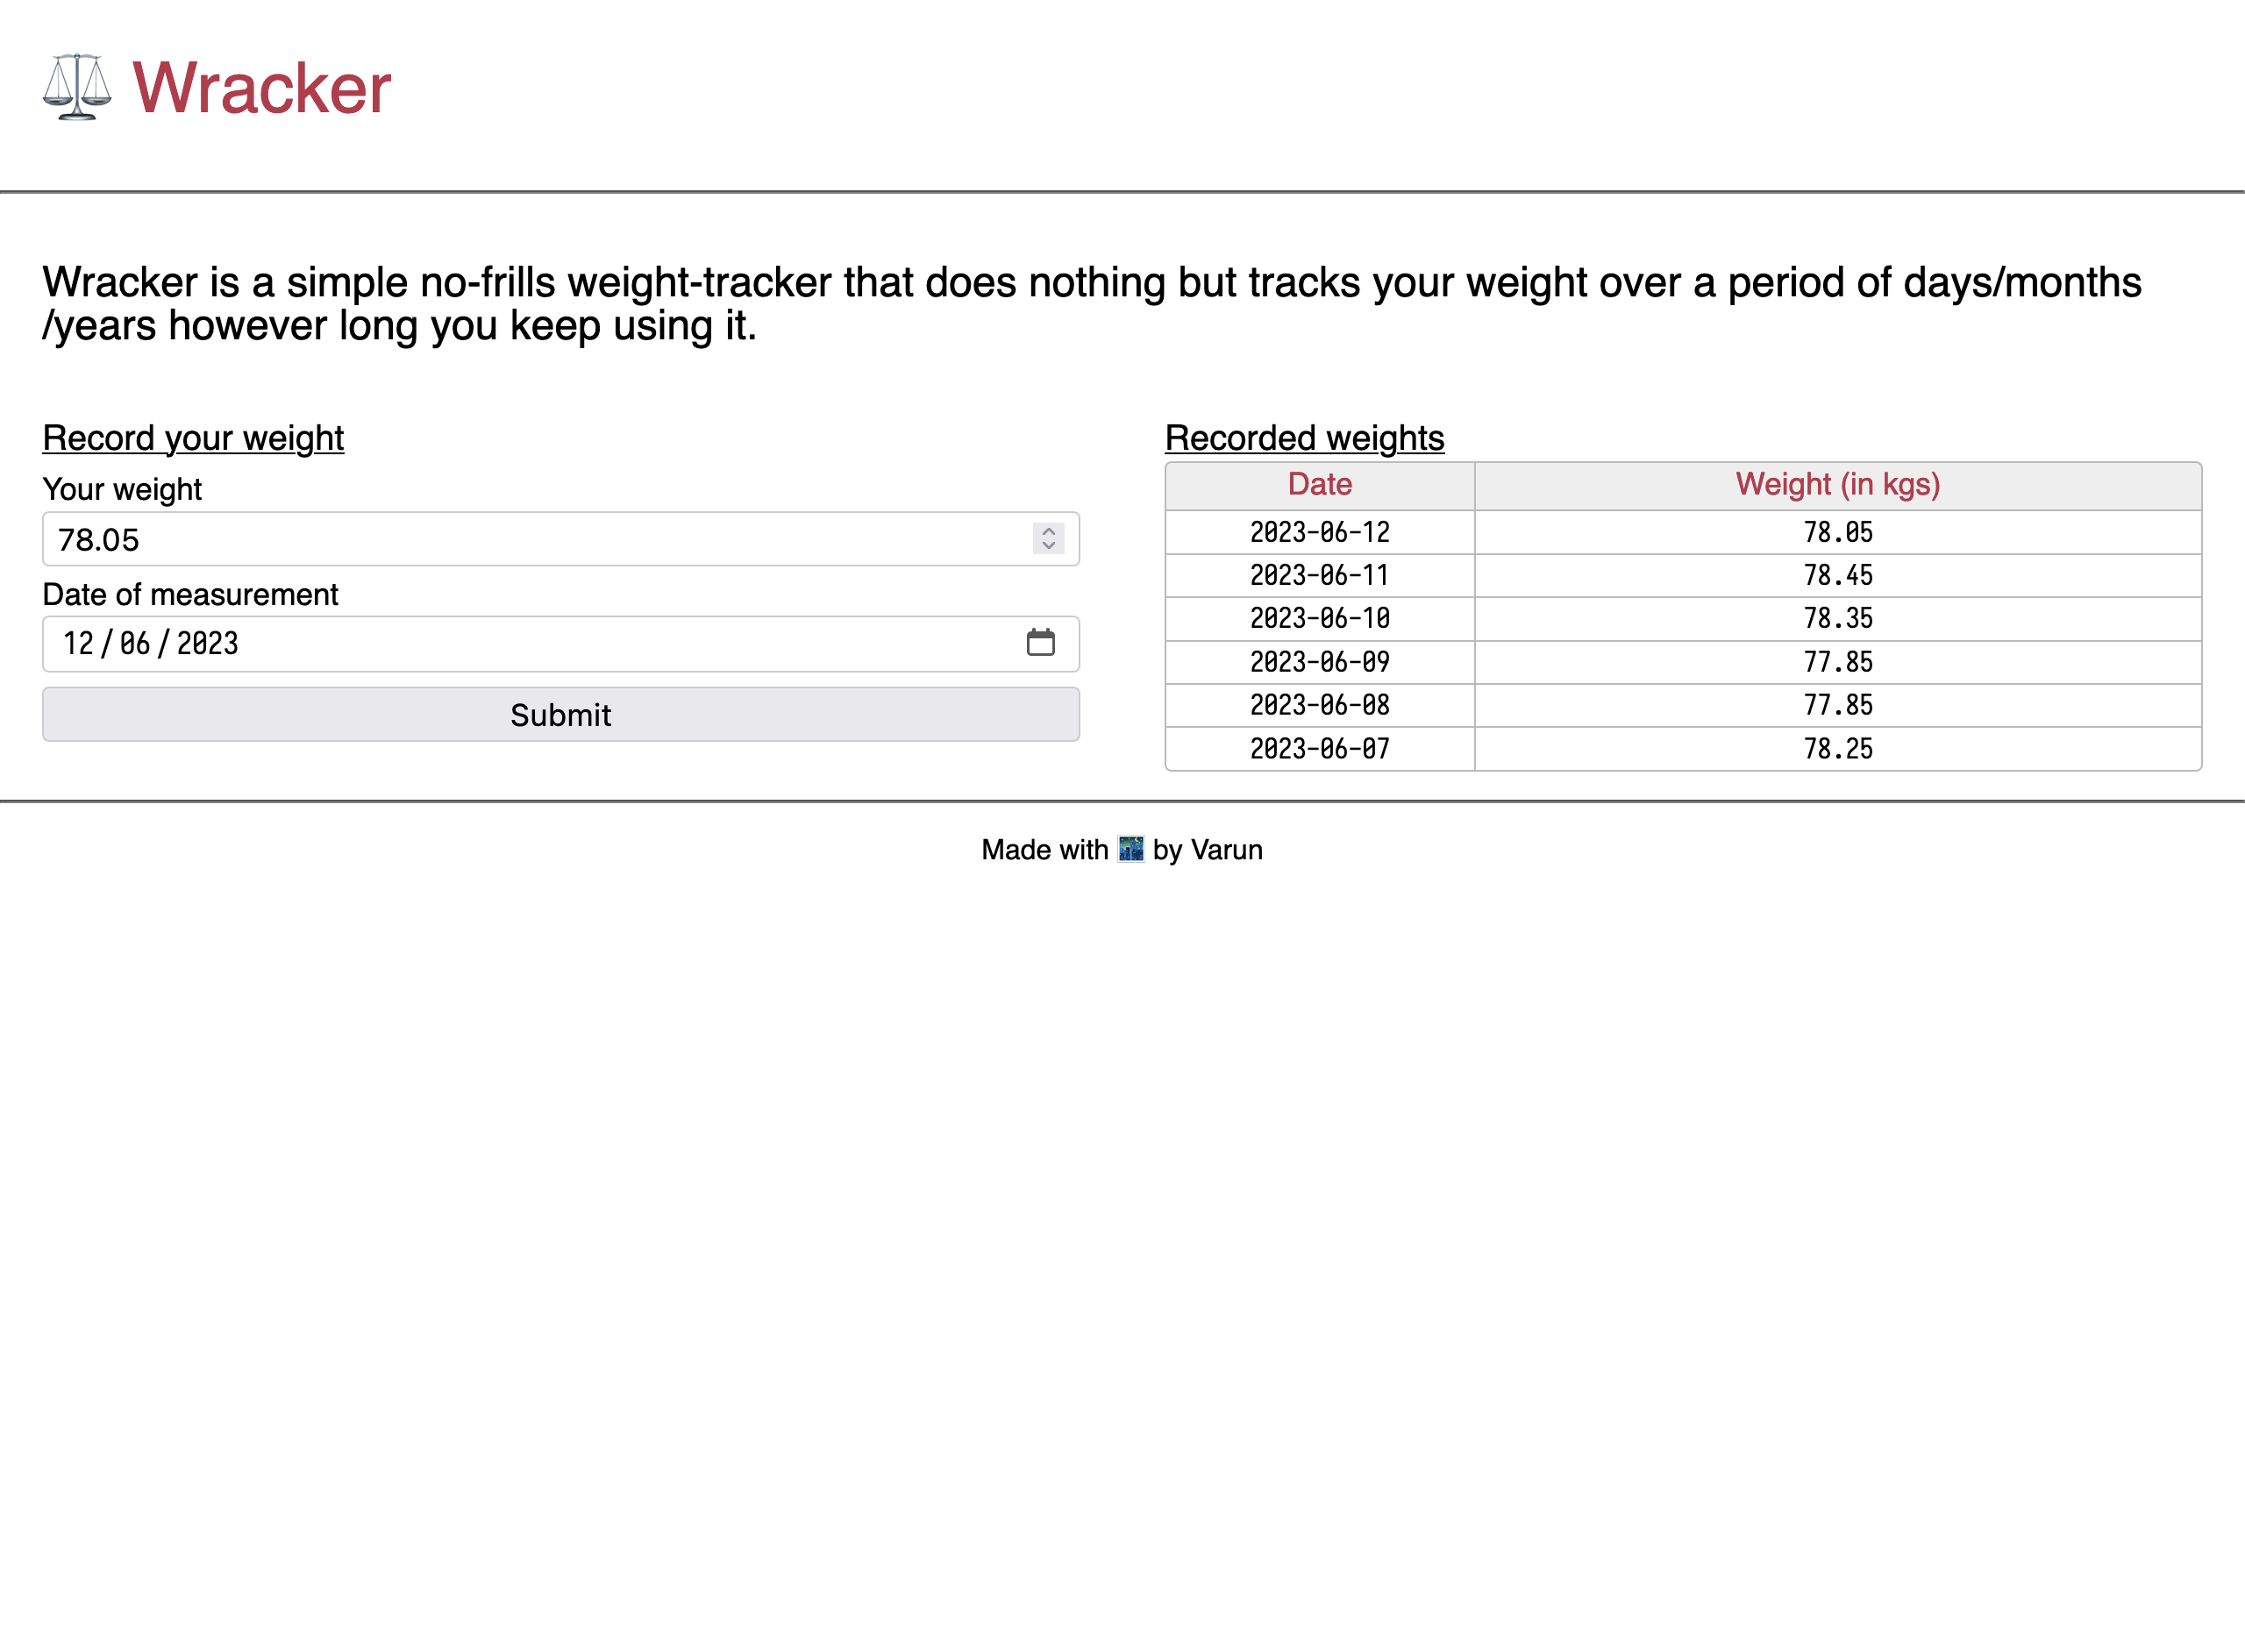 Wracker
Wracker is a simple no-frills weight-tracker that does nothing but tracks your weight over a period of days/months
/years however long you keep using it.
Record your weight
Your weight
78.05
Date of measurement
12/06/2023
Submit
Recorded weights
Date Weight (in kgs)
2023-06-12 78.05
2023-06-11 78.45
2023-06-10 78.35
2023-06-09 77.85
2023-06-08 77.85
2023-06-07 78.25
Made with 🌃 by Varun